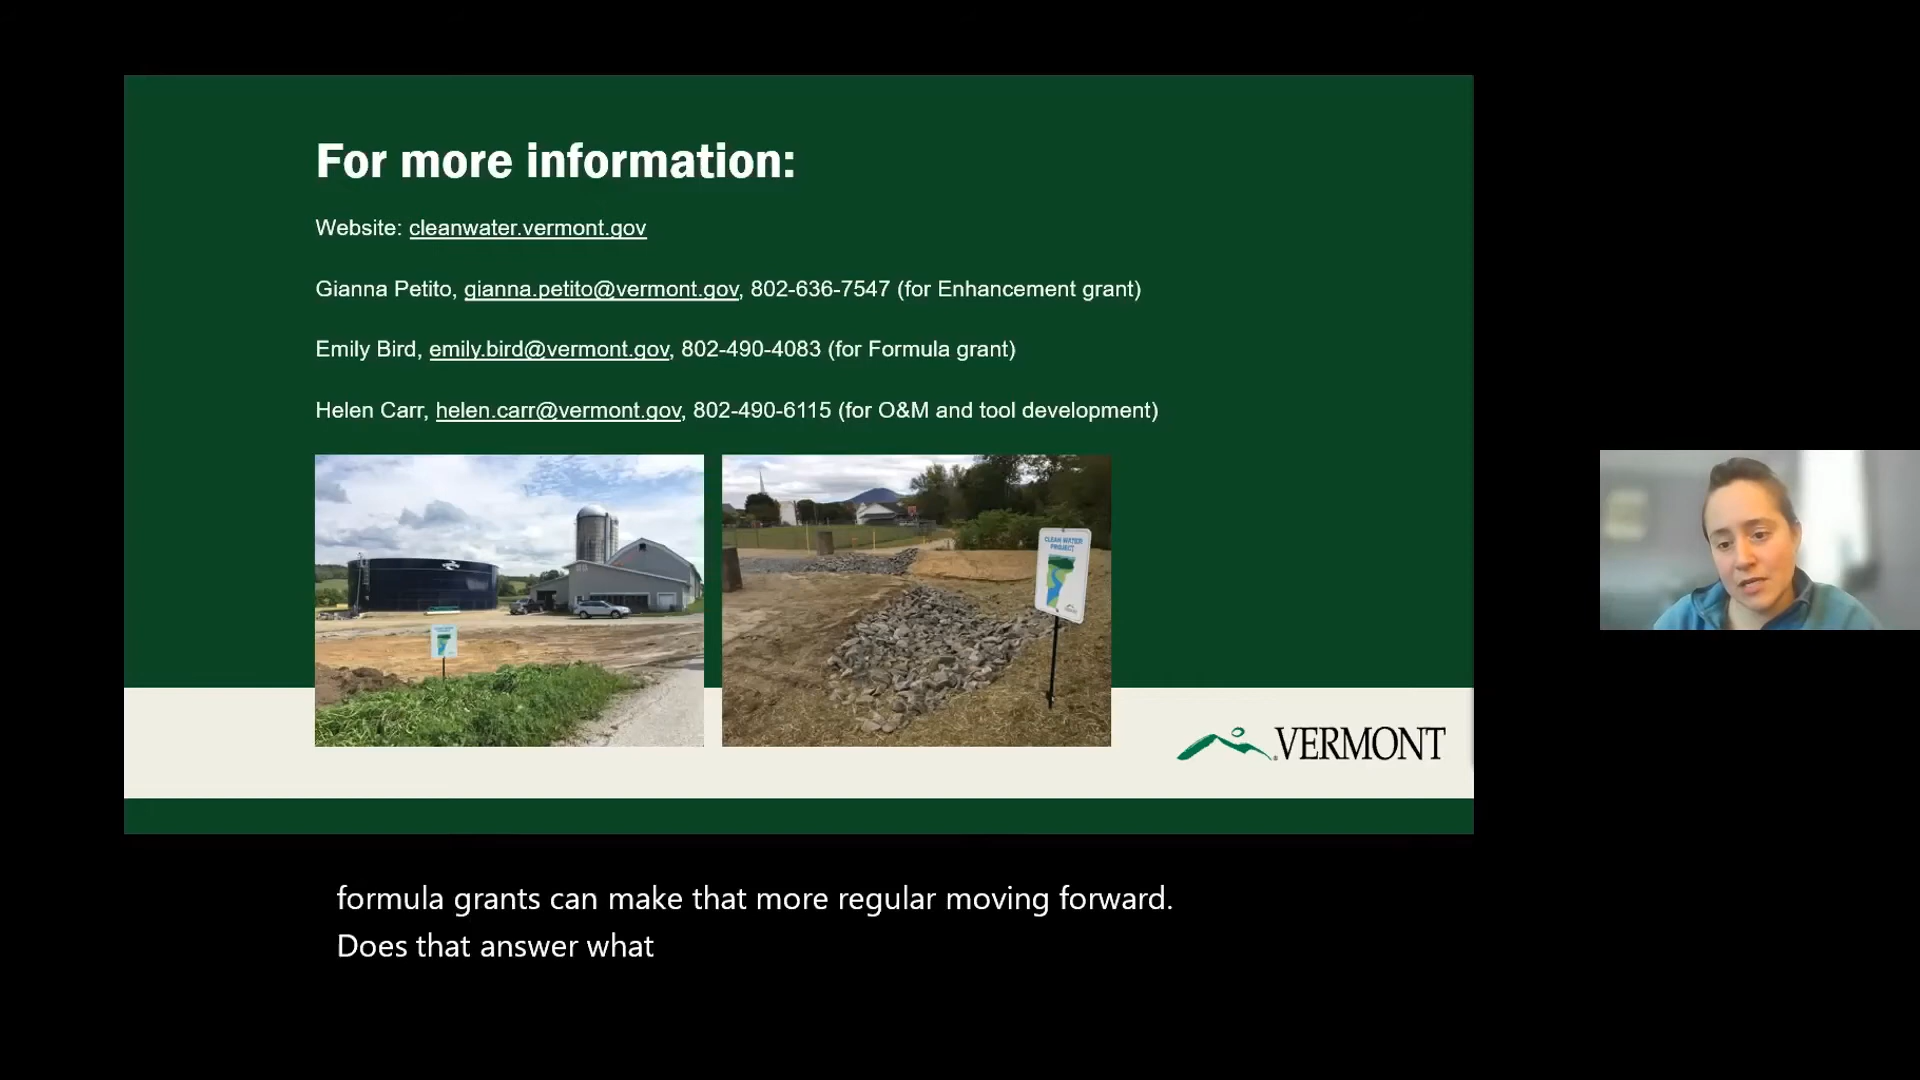 For more information:
Website: cleanwater.vermont.gov
Gianna Petito, gianna.petito@vermont.gov, 802-636-7547 (for Enhancement grant)
Emily Bird, emily.bird@vermont.gov, 802-490-4083 (for Formula grant)
Helen Carr, helen.carr@vermont.gov, 802-490-6115 (for O&M and tool development)
CLEAN WATER
PROJECT
VERMONT
formula grants can make that more regular moving forward.
Does that answer what